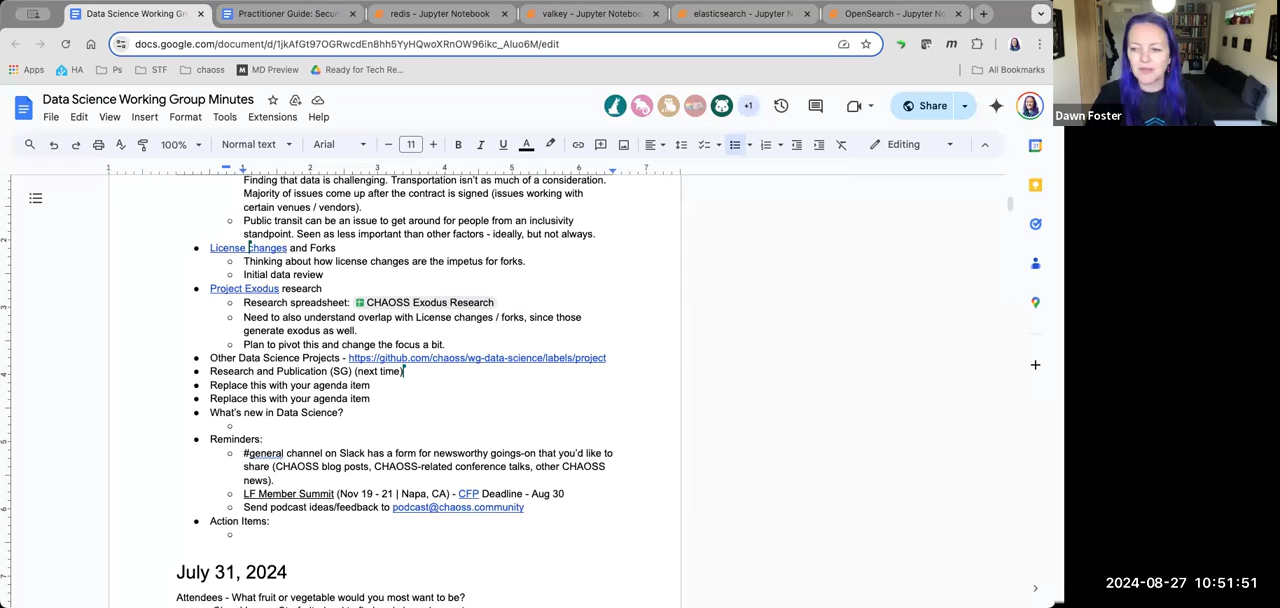 Data Science Working Gr
Practitioner Guide: Secur
redis - Jupyter Notebook
valkey - Jupyter Noteboo
elasticsearch - Jupyter N
OpenSearch - Jupyter No
docs.google.com/document/d/1jkAfGt97OGRwcdEn8hh5YyHQwoXRnOW96ikc_Aluo6M/edit
Apps
HA
Ps
STF
chaoss
MD Preview
Ready for Tech Re...
All Bookmarks
Dawn Foster
Data Science Working Group Minutes
+1
Share
File Edit View Insert Format Tools Extensions Help
100%
Normal text
Arial
11
Editing
1 1 2 3 4 5 6 7
Finding that data is challenging. Transportation isn't as much of a consideration.
Majority of issues come up after the contract is signed (issues working with
certain venues / vendors).
Public transit can be an issue to get around for people from an inclusivity
standpoint. Seen as less important than other factors - ideally, but not always.
License changes and Forks
Thinking about how license changes are the impetus for forks.
Initial data review
Project Exodus research
Research spreadsheet: CHAOSS Exodus Research
Need to also understand overlap with License changes / forks, since those
generate exodus as well.
Plan to pivot this and change the focus a bit.
Other Data Science Projects - https://github.com/chaoss/wg-data-science/labels/project
Research and Publication (SG) (next time)
Replace this with your agenda item
Replace this with your agenda item
What's new in Data Science?
Reminders:
#general channel on Slack has a form for newsworthy goings-on that you'd like to
share (CHAOSS blog posts, CHAOSS-related conference talks, other CHAOSS
news).
LF Member Summit (Nov 19 - 21 | Napa, CA) - CFP Deadline - Aug 30
Send podcast ideas/feedback to podcast@chaoss.community
Action Items:
July 31, 2024
Attendees - What fruit or vegetable would you most want to be?
2024-08-27 10:51:51